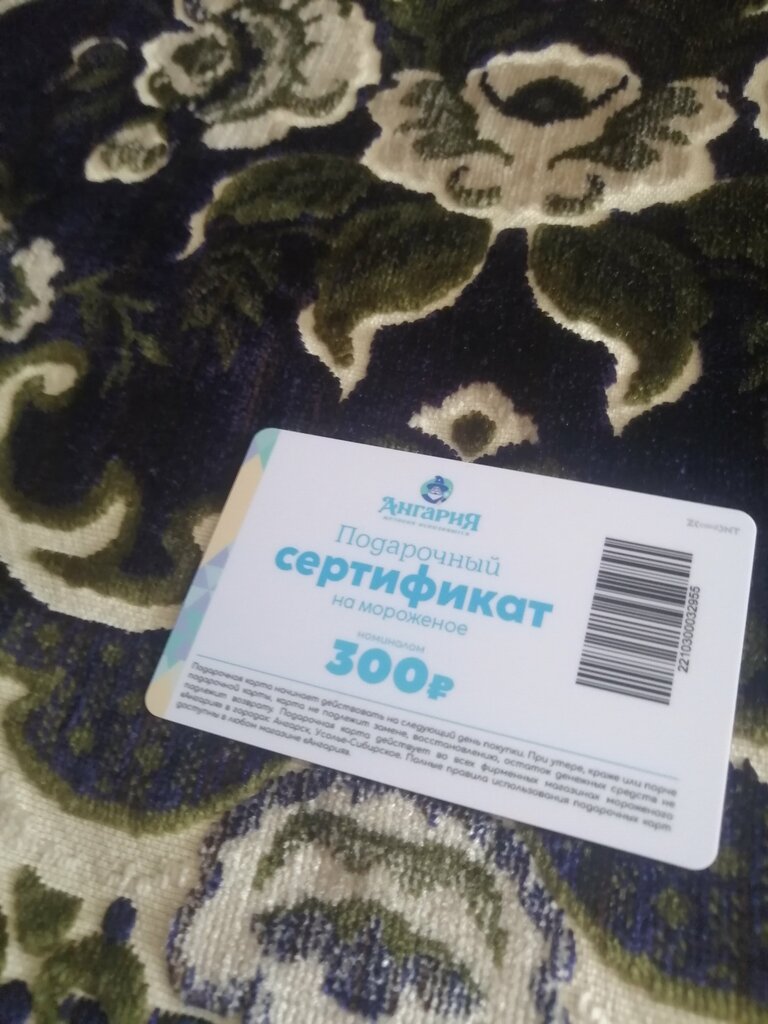 Ангария
Подарочный
сертификат
на мороженое
номиналом
300₽
2210300032955
Подарочная карта начинает действовать на следующий день покупки. При утере, краже или порче
подарочной карты, карта не подлежит замене, восстановлению, остаток денежных средств не
подлежит возврату. Подарочная карта действует во всех фирменных магазинах мороженого
«Ангария» в городах: Ангарск, Усолье-Сибирское. Полные правила использования подарочных карт
доступны в любом магазине «Ангария».